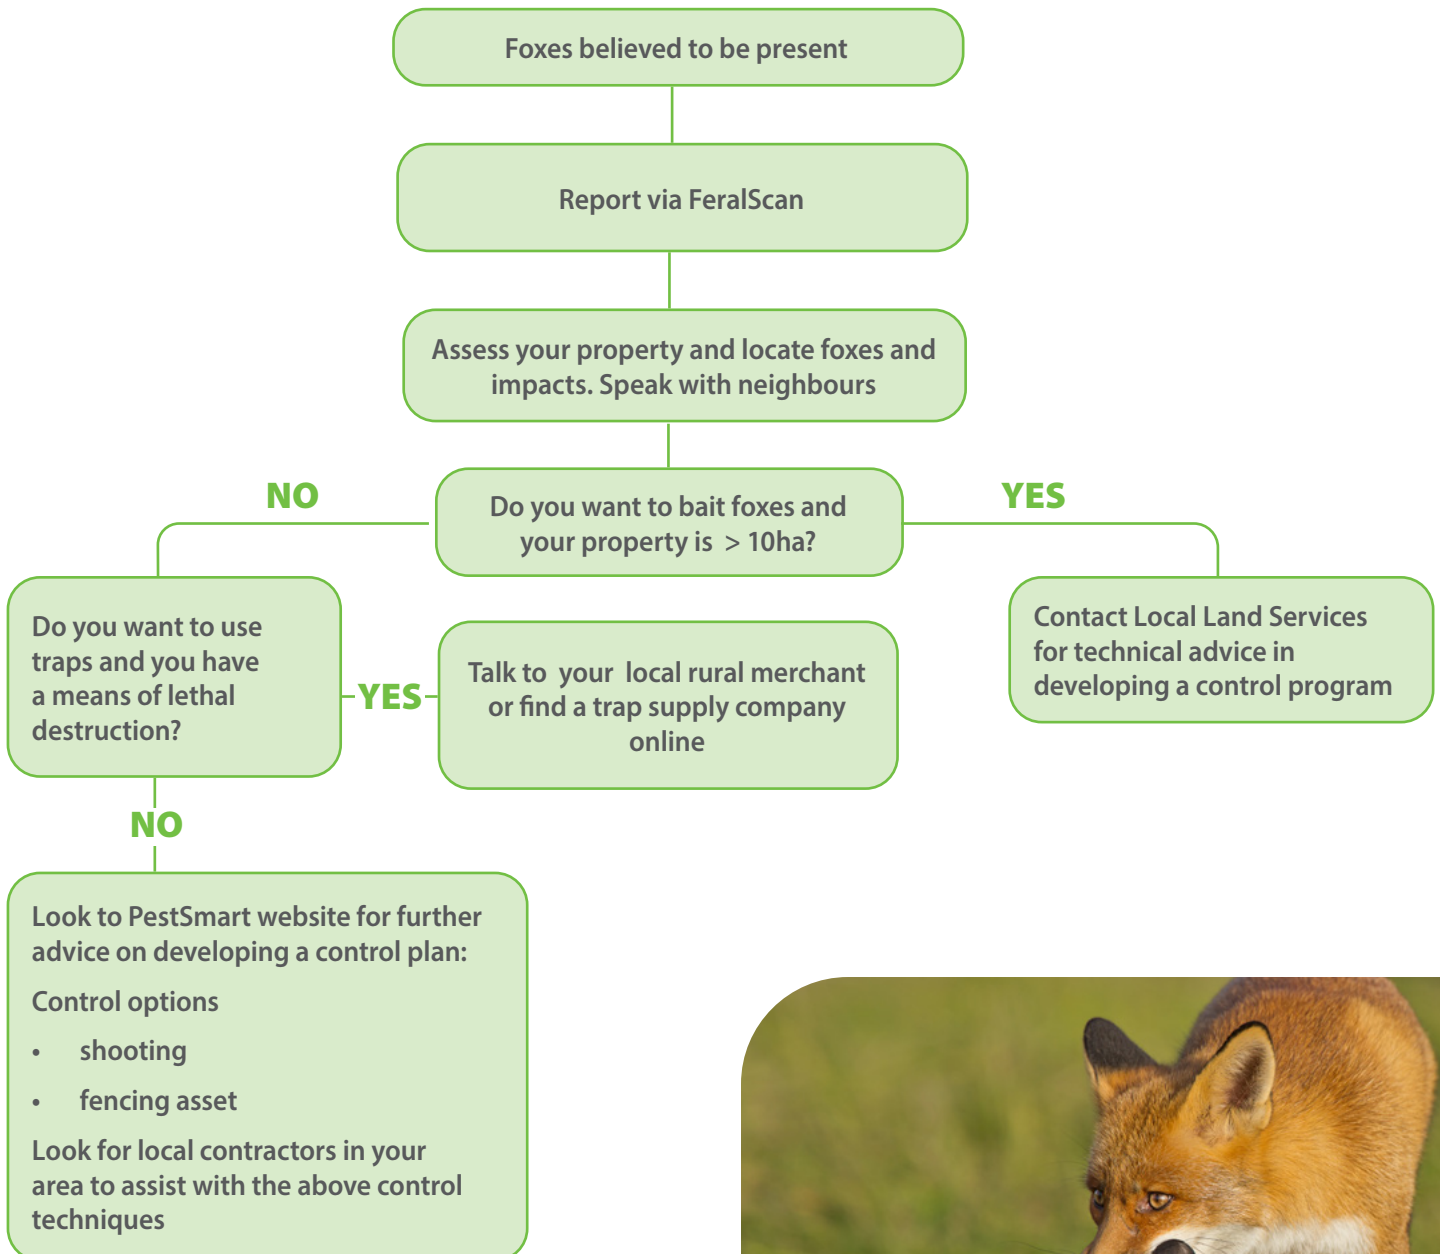 Foxes believed to be present
Report via FeralScan
Assess your property and locate foxes and
impacts. Speak with neighbours
NO
Do you want to bait foxes and
your property is > 10ha?
YES
Do you want to use
traps and you have
a means of lethal
destruction?
YES
Talk to your local rural merchant
or find a trap supply company
online
Contact Local Land Services
for technical advice in
developing a control program
NO
Look to PestSmart website for further
advice on developing a control plan:
Control options
• shooting
• fencing asset
Look for local contractors in your
area to assist with the above control
techniques